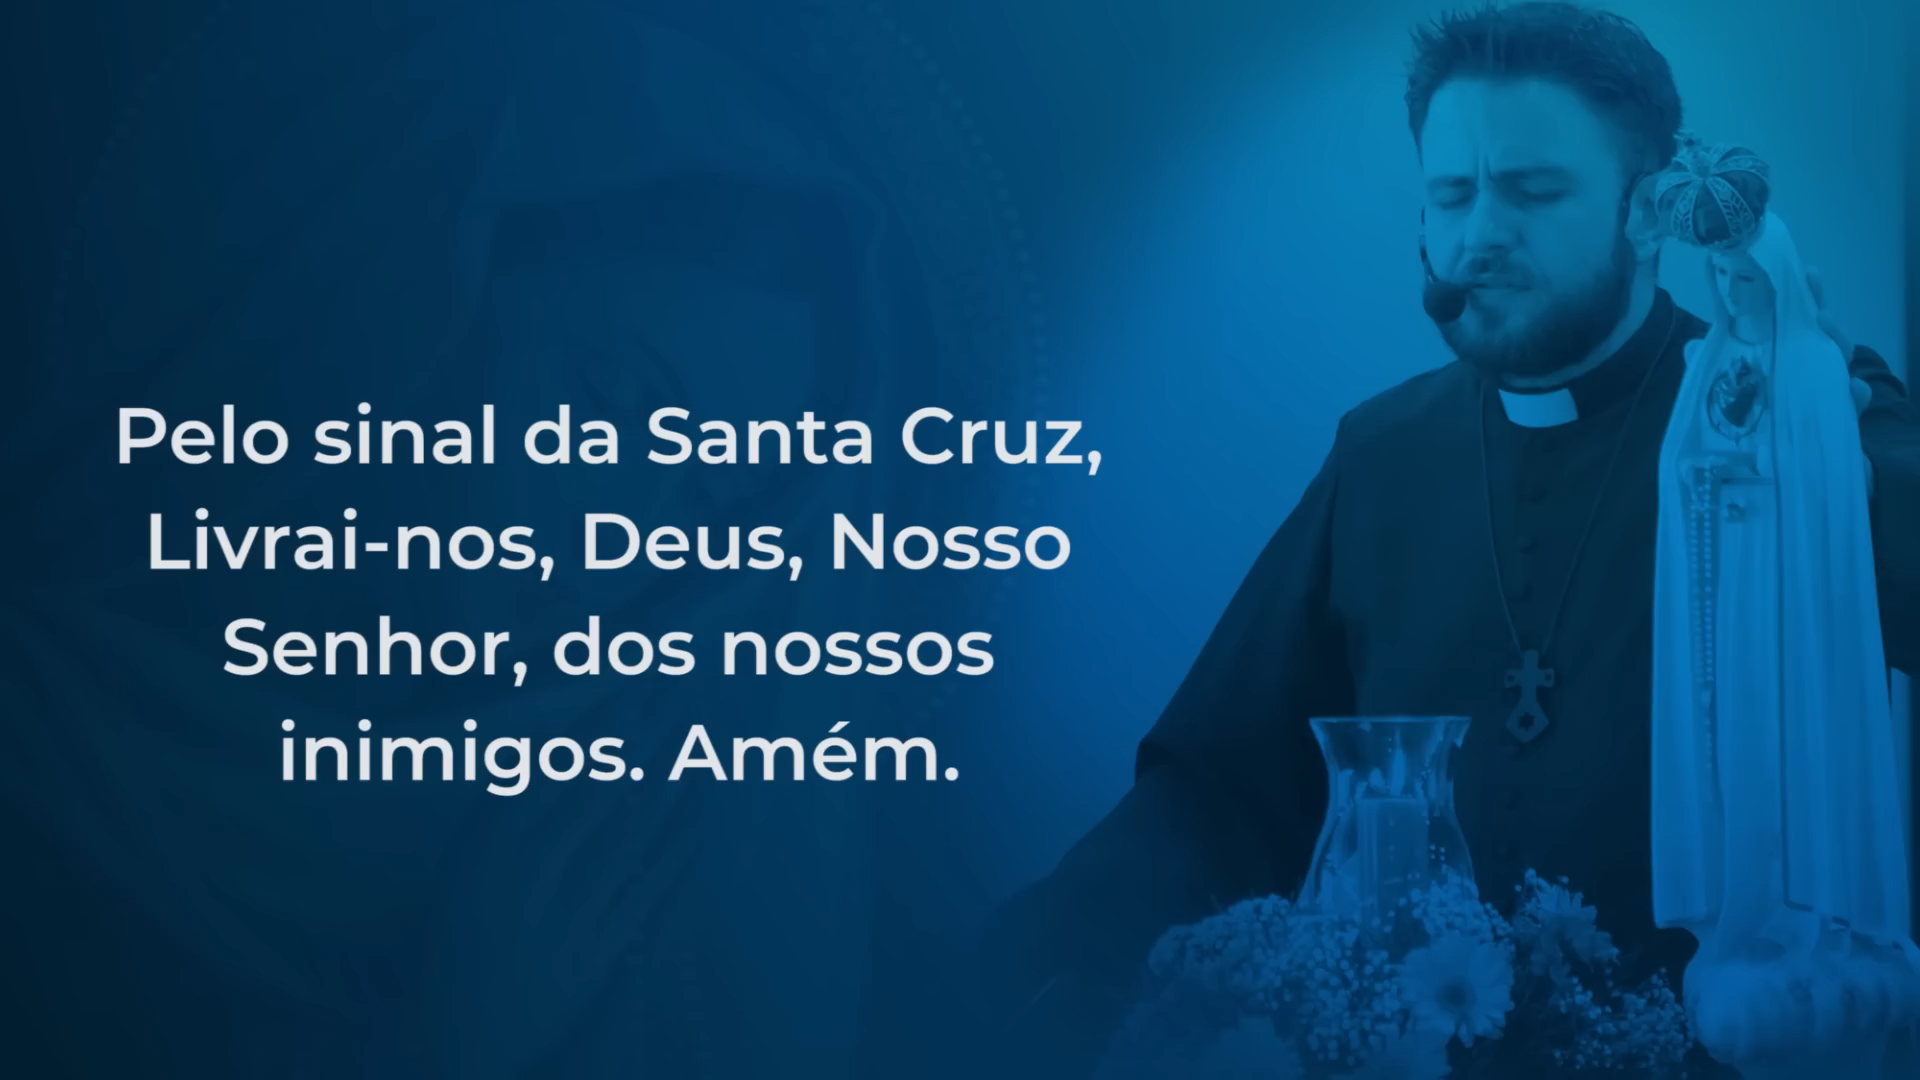 Pelo sinal da Santa Cruz,
Livrai-nos, Deus, Nosso
Senhor, dos nossos
inimigos. Amém.